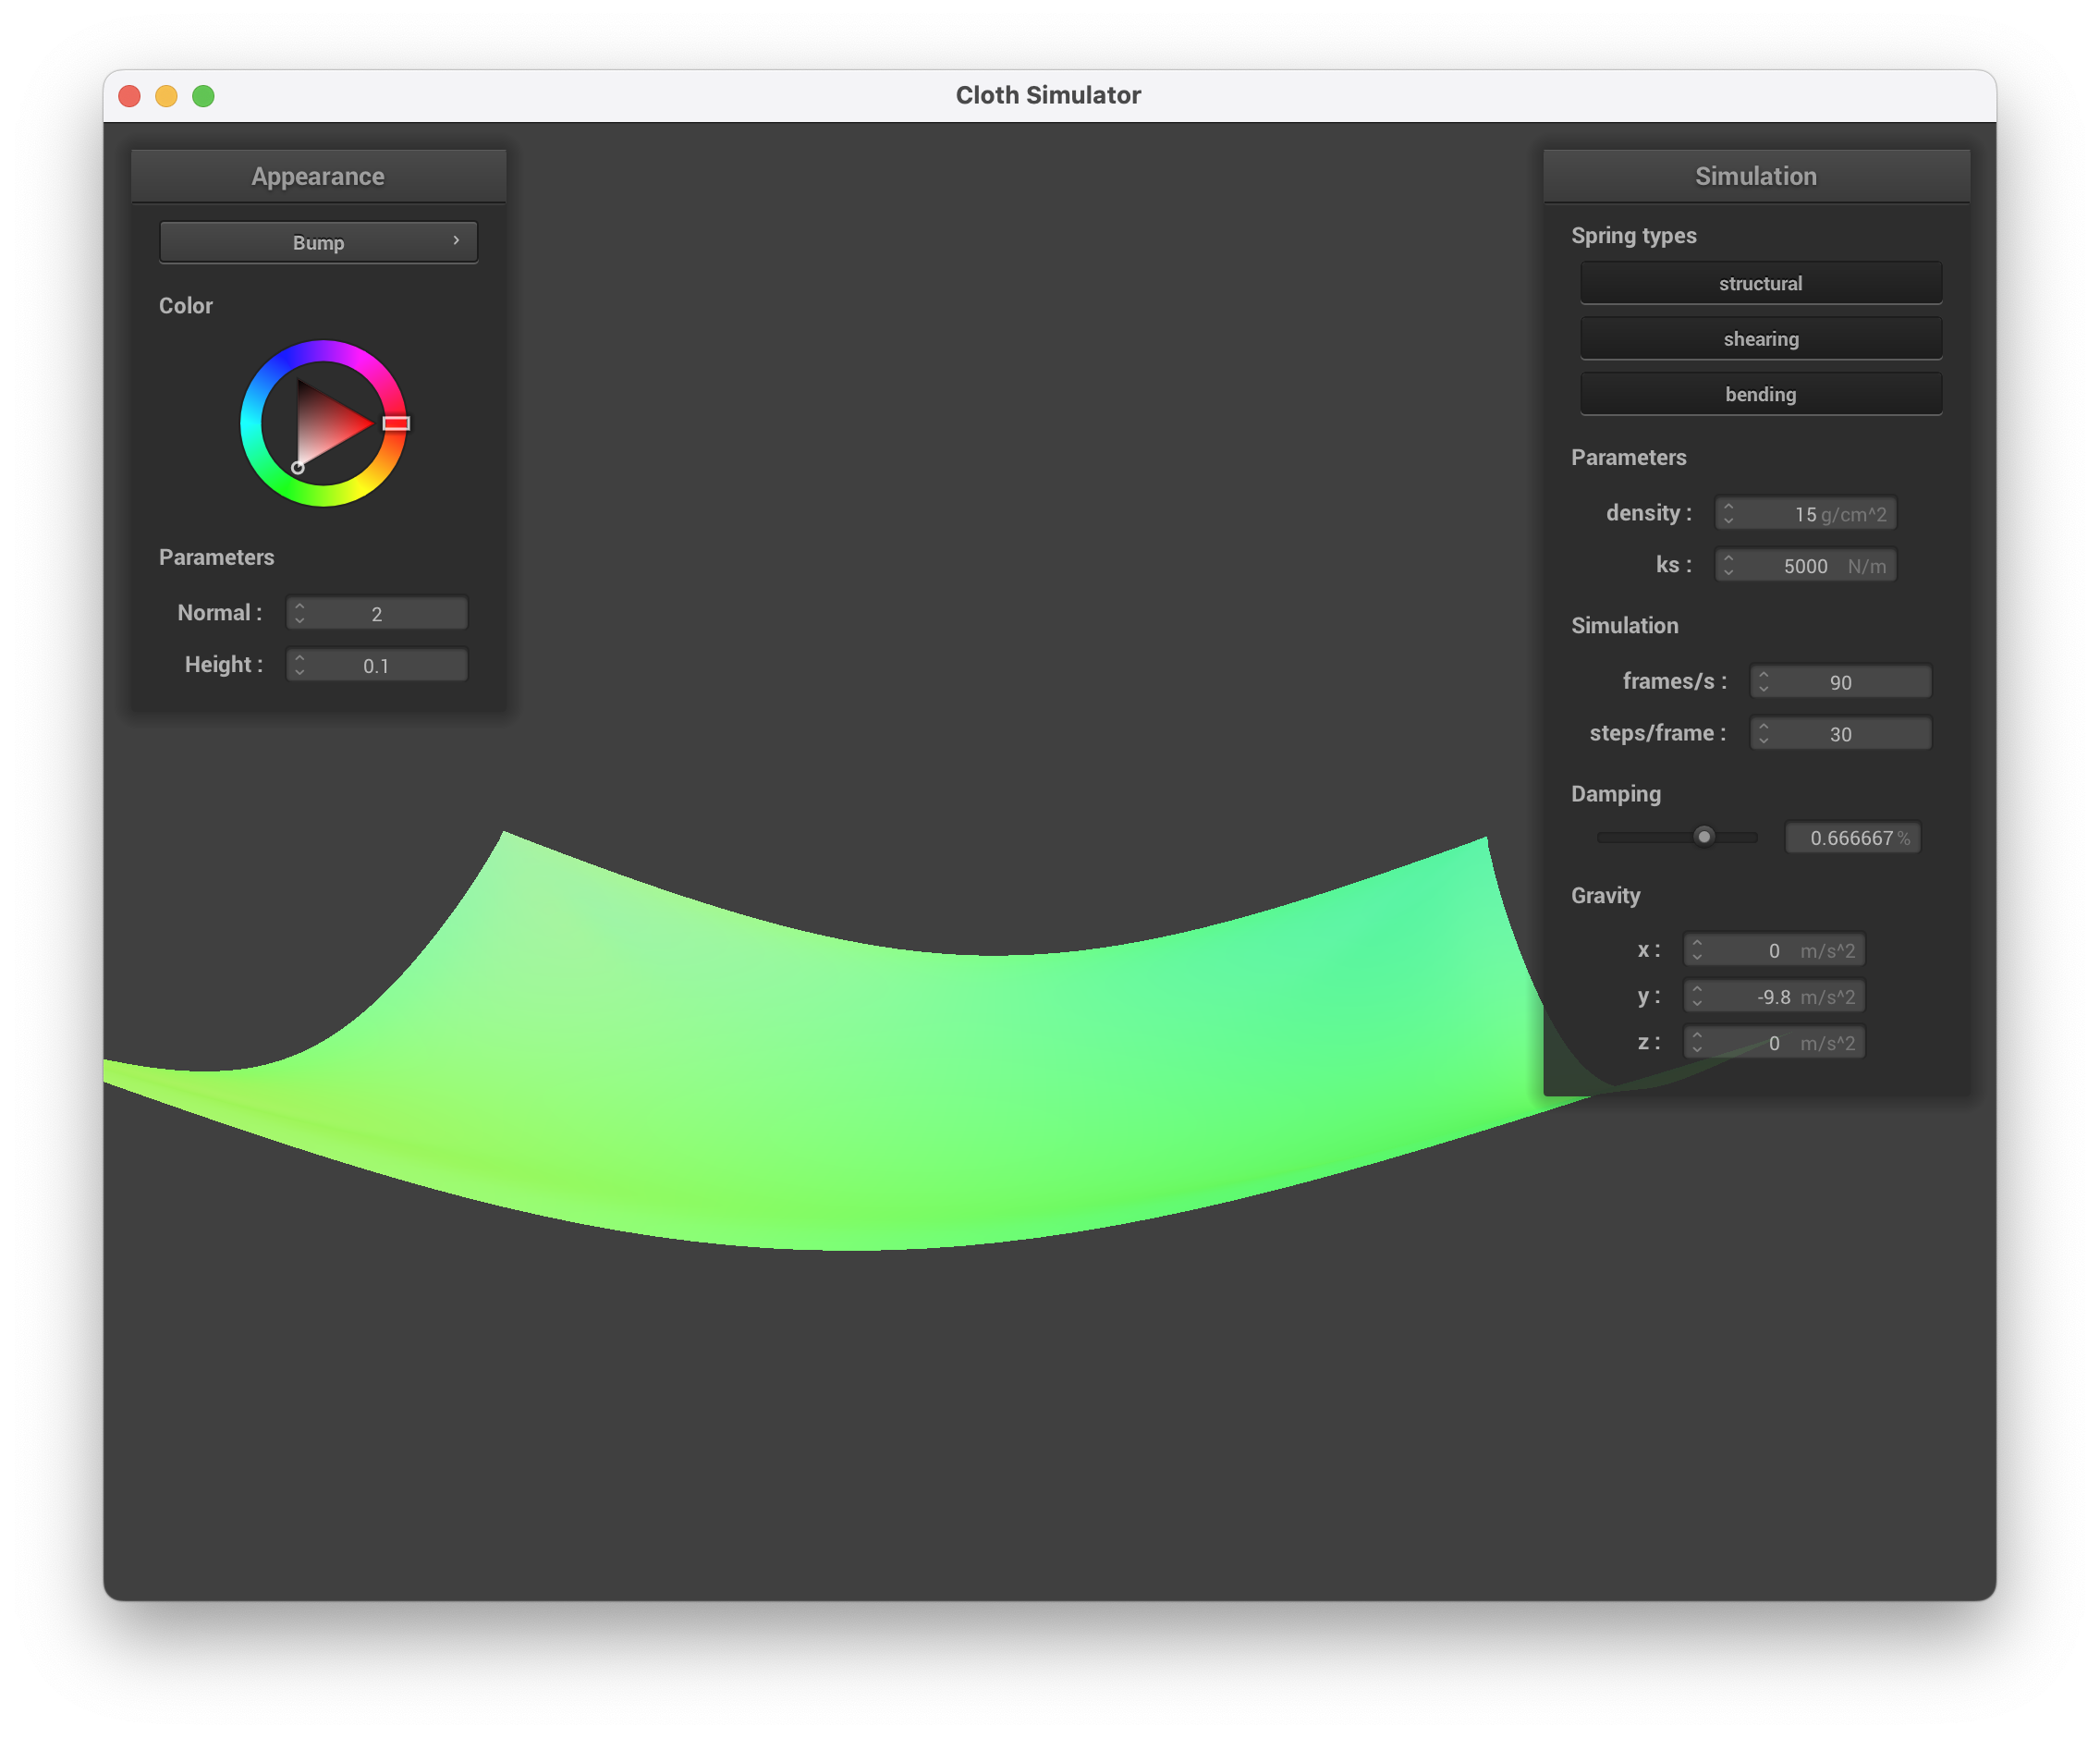 Cloth Simulator
Appearance
Bump
Color
Parameters
Normal : 2
Height : 0.1
Simulation
Spring types
structural
shearing
bending
Parameters
density : 15 g/cm^2
ks : 5000 N/m
Simulation
frames/s : 90
steps/frame : 30
Damping
0.666667 %
Gravity
x : 0 m/s^2
y : -9.8 m/s^2
z : 0 m/s^2